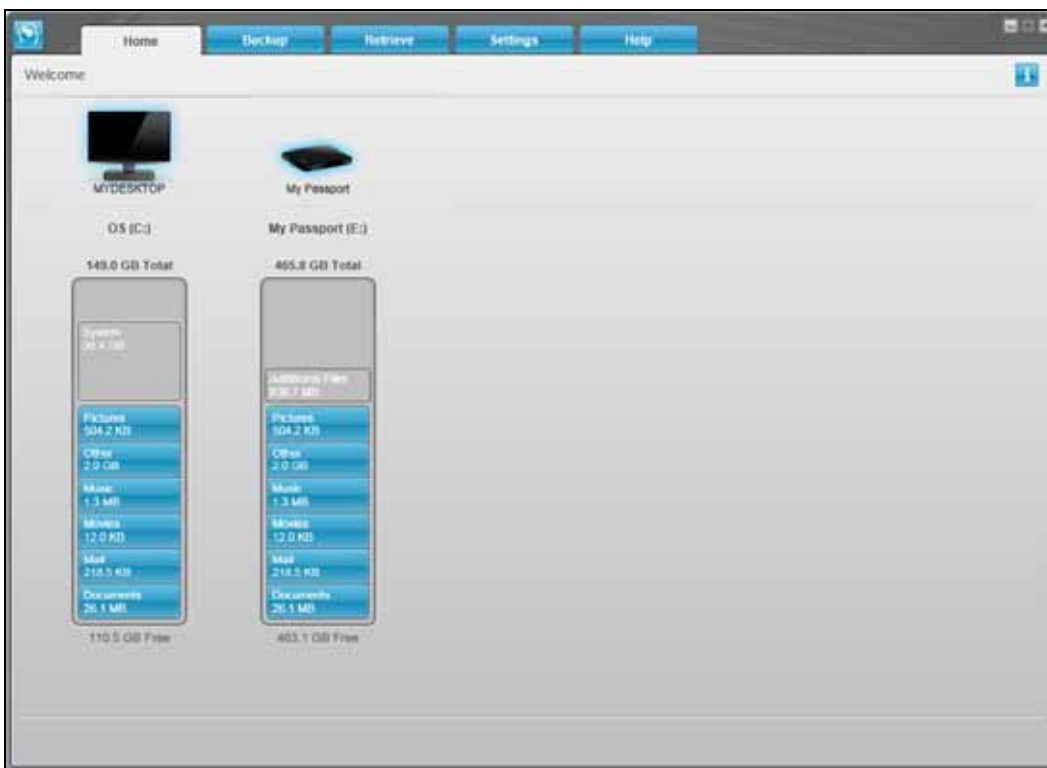 Home
Backup
Retrieve
Settings
Help
Welcome
MYDESKTOP
My Passport
OS (C:)
My Passport (E:)
149.0 GB Total
465.8 GB Total
System
GB
Additional Files
MB
Pictures
504.2 KB
Other
2.0 GB
Music
1.3 MB
Movies
12.0 KB
Mail
218.5 KB
Documents
26.1 MB
Pictures
504.2 KB
Other
2.0 GB
Music
1.3 MB
Movies
12.0 KB
Mail
218.5 KB
Documents
26.1 MB
110.5 GB Free
463.1 GB Free